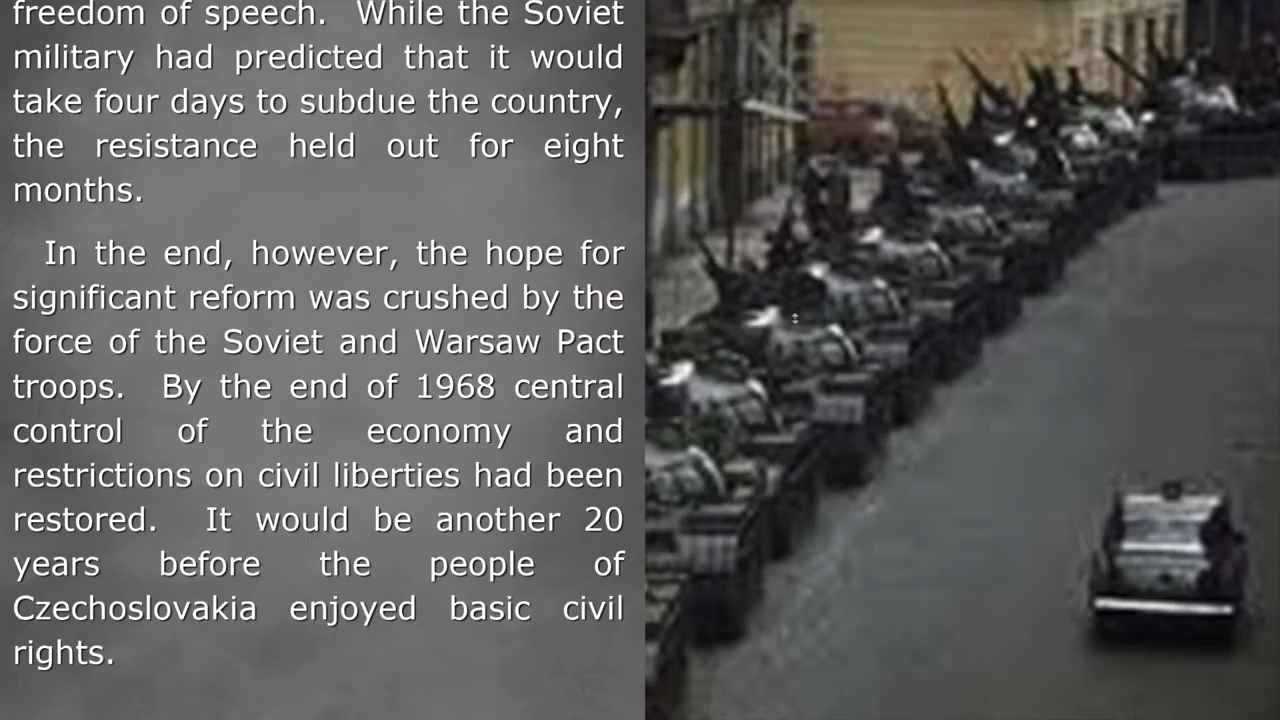 freedom of speech. While the Soviet
military had predicted that it would
take four days to subdue the country,
the resistance held out for eight
months.
In the end, however, the hope for
significant reform was crushed by the
force of the Soviet and Warsaw Pact
troops. By the end of 1968 central
control of the economy and
restrictions on civil liberties had been
restored. It would be another 20
years before the people of
Czechoslovakia enjoyed basic civil
rights.